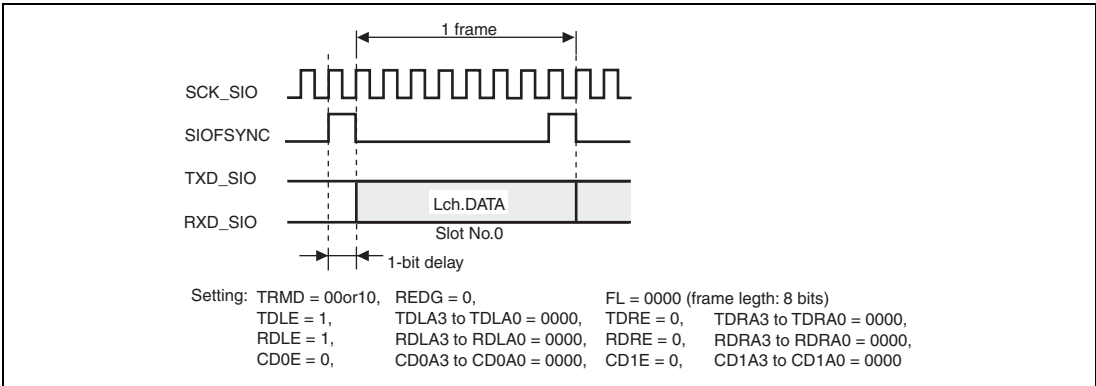 1 frame
SCK_SIO
SIOFSYNC
TXD_SIO
Lch.DATA
RXD_SIO
Slot No.0
1-bit delay
Setting: TRMD = 00or10, REDG = 0, FL = 0000 (frame legth: 8 bits)
TDLE = 1, TDLA3 to TDLA0 = 0000, TDRE = 0, TDRA3 to TDRA0 = 0000,
RDLE = 1, RDLA3 to RDLA0 = 0000, RDRE = 0, RDRA3 to RDRA0 = 0000,
CD0E = 0, CD0A3 to CD0A0 = 0000, CD1E = 0, CD1A3 to CD1A0 = 0000